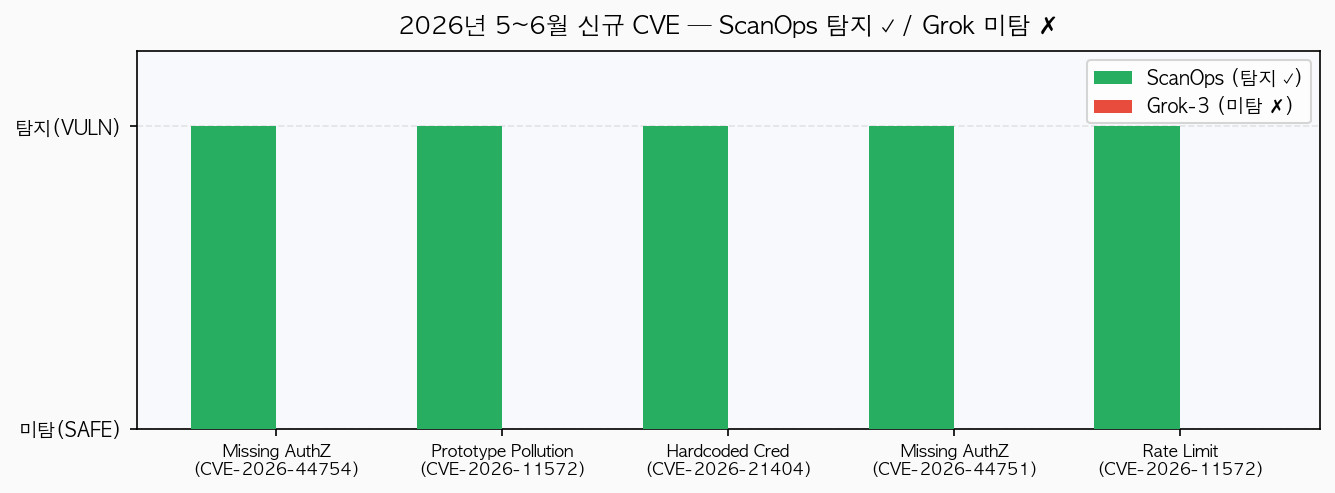 2026년 5~6월 신규 CVE — ScanOps 탐지 ✓ / Grok 미탐 ✗
ScanOps (탐지 ✓)
Grok-3 (미탐 ✗)
탐지(VULN)
미탐(SAFE)
Missing AuthZ
(CVE-2026-44754)
Prototype Pollution
(CVE-2026-11572)
Hardcoded Cred
(CVE-2026-21404)
Missing AuthZ
(CVE-2026-44751)
Rate Limit
(CVE-2026-11572)